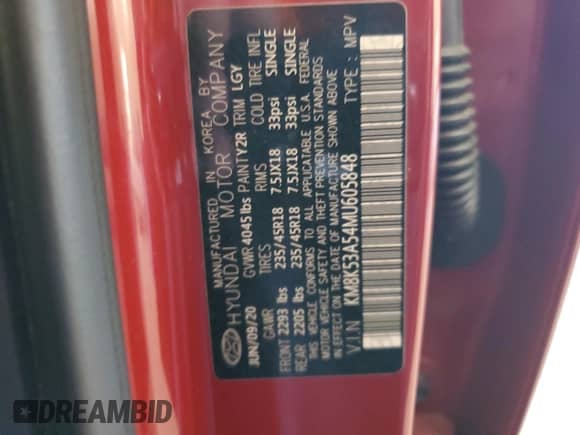 MANUFACTURED IN KOREA BY
HYUNDAI MOTOR COMPANY
JUN/09/20 GVWR 4045 lbs PAINT Y2R TRIM LGY
GAWR TIRES RIMS COLD TIRE INFL
FRONT 2293 lbs 235/45R18 7.5JX18 33psi SINGLE
REAR 2205 lbs 235/45R18 7.5JX18 33psi SINGLE
THIS VEHICLE CONFORMS TO ALL APPLICATABLE U.S.A. FEDERAL
MOTOR VEHICLE SAFETY AND THEFT PREVENTION STANDARDS
IN EFFECT ON THE DATE OF MANUFACTURE SHOWN ABOVE
V.I.N KM8K53A54MU605848 TYPE : MPV
DREAMBID